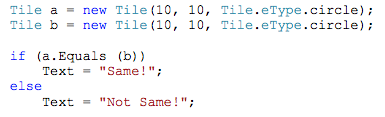 Tile a = new Tile(10, 10, Tile.eType.circle);
Tile b = new Tile(10, 10, Tile.eType.circle);
if (a.Equals (b))
Text = "Same!";
else
Text = "Not Same!";